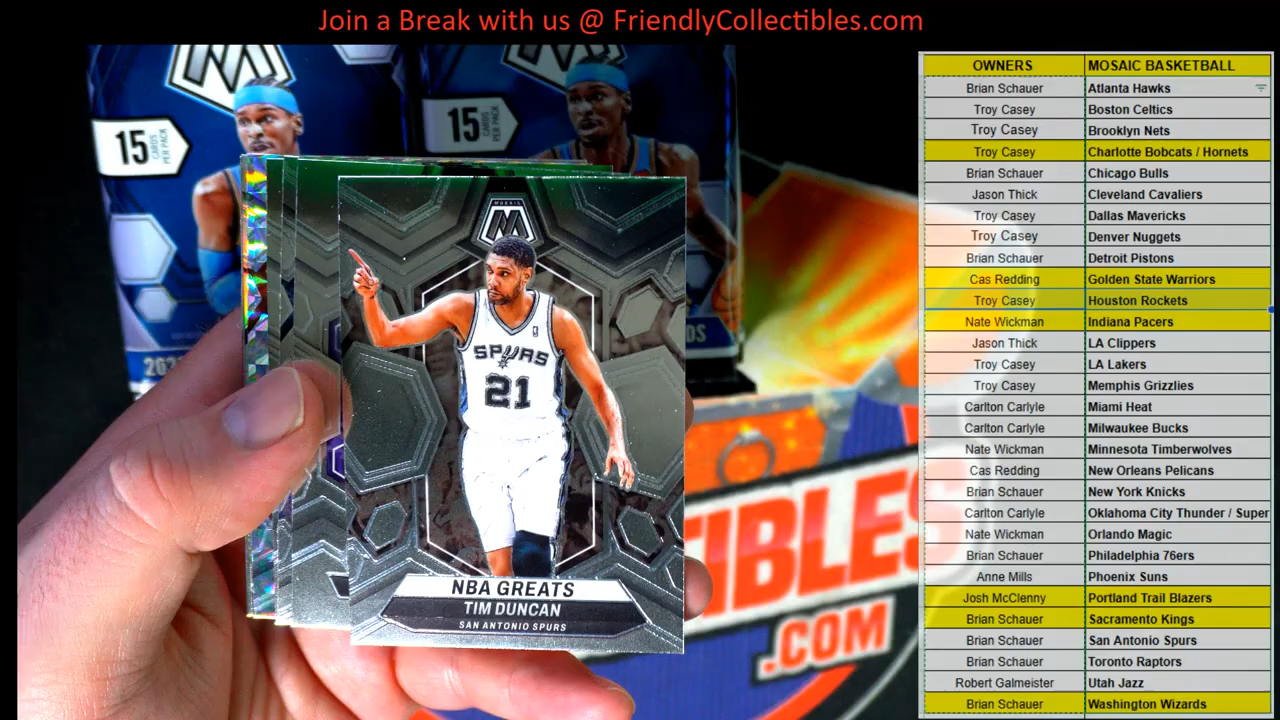 Join a Break with us @ FriendlyCollectibles.com
15
CARDS
PER PACK
15
CARDS
PER PACK
MOSAIC
M
SPURS
21
NBA GREATS
TIM DUNCAN
SAN ANTONIO SPURS
IBLES
.COM
OWNERS MOSAIC BASKETBALL
Brian Schauer Atlanta Hawks
Troy Casey Boston Celtics
Troy Casey Brooklyn Nets
Troy Casey Charlotte Bobcats / Hornets
Brian Schauer Chicago Bulls
Jason Thick Cleveland Cavaliers
Troy Casey Dallas Mavericks
Troy Casey Denver Nuggets
Brian Schauer Detroit Pistons
Cas Redding Golden State Warriors
Troy Casey Houston Rockets
Nate Wickman Indiana Pacers
Jason Thick LA Clippers
Troy Casey LA Lakers
Troy Casey Memphis Grizzlies
Carlton Carlyle Miami Heat
Carlton Carlyle Milwaukee Bucks
Nate Wickman Minnesota Timberwolves
Cas Redding New Orleans Pelicans
Brian Schauer New York Knicks
Carlton Carlyle Oklahoma City Thunder / Super
Nate Wickman Orlando Magic
Brian Schauer Philadelphia 76ers
Anne Mills Phoenix Suns
Josh McClenny Portland Trail Blazers
Brian Schauer Sacramento Kings
Brian Schauer San Antonio Spurs
Brian Schauer Toronto Raptors
Robert Galmeister Utah Jazz
Brian Schauer Washington Wizards